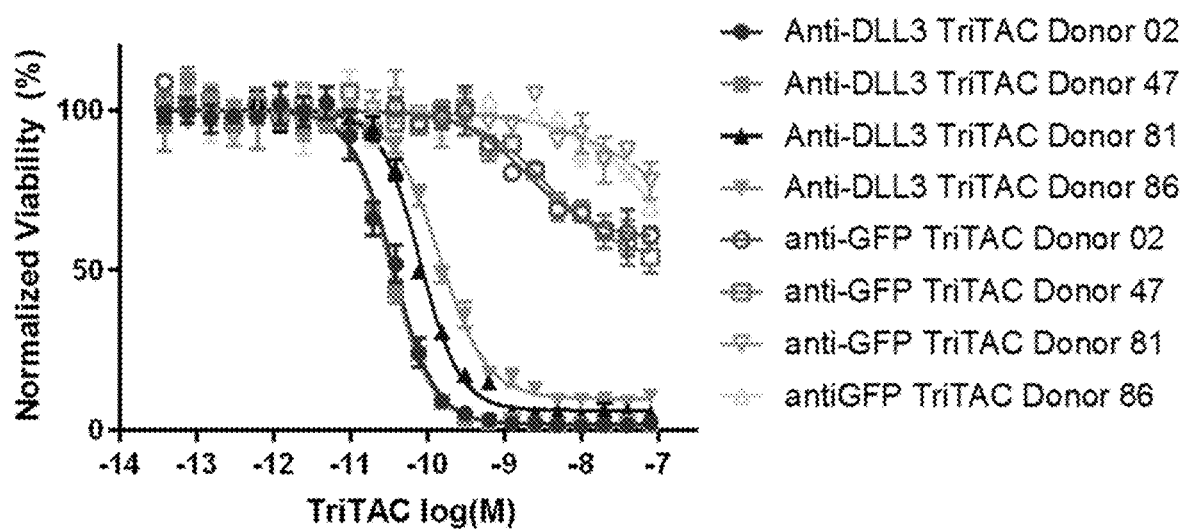 Normalized Viability (%)
100
50
0
-14 -13 -12 -11 -10 -9 -8 -7
TriTAC log(M)
Anti-DLL3 TriTAC Donor 02
Anti-DLL3 TriTAC Donor 47
Anti-DLL3 TriTAC Donor 81
Anti-DLL3 TriTAC Donor 86
anti-GFP TriTAC Donor 02
anti-GFP TriTAC Donor 47
anti-GFP TriTAC Donor 81
antiGFP TriTAC Donor 86